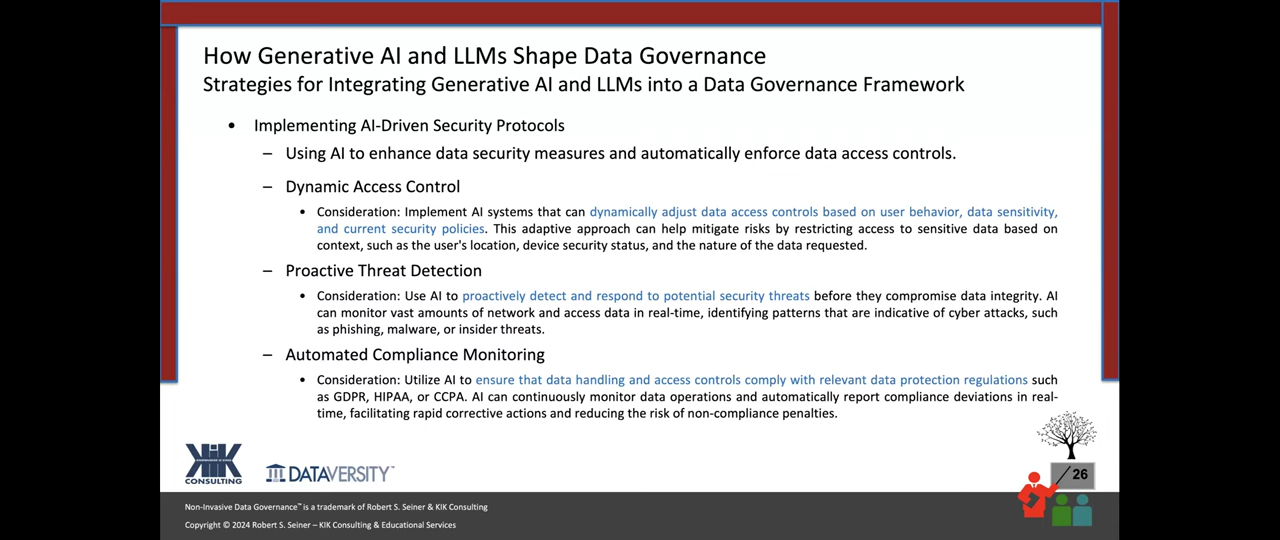 How Generative AI and LLMs Shape Data Governance
Strategies for Integrating Generative AI and LLMs into a Data Governance Framework
• Implementing AI-Driven Security Protocols
– Using AI to enhance data security measures and automatically enforce data access controls.
– Dynamic Access Control
• Consideration: Implement AI systems that can dynamically adjust data access controls based on user behavior, data sensitivity,
and current security policies. This adaptive approach can help mitigate risks by restricting access to sensitive data based on
context, such as the user's location, device security status, and the nature of the data requested.
– Proactive Threat Detection
• Consideration: Use AI to proactively detect and respond to potential security threats before they compromise data integrity. AI
can monitor vast amounts of network and access data in real-time, identifying patterns that are indicative of cyber attacks, such
as phishing, malware, or insider threats.
– Automated Compliance Monitoring
• Consideration: Utilize AI to ensure that data handling and access controls comply with relevant data protection regulations such
as GDPR, HIPAA, or CCPA. AI can continuously monitor data operations and automatically report compliance deviations in real-
time, facilitating rapid corrective actions and reducing the risk of non-compliance penalties.
KIK
CONSULTING
DATAVERSITY™
26
Non-Invasive Data Governance™ is a trademark of Robert S. Seiner & KIK Consulting
Copyright © 2024 Robert S. Seiner – KIK Consulting & Educational Services